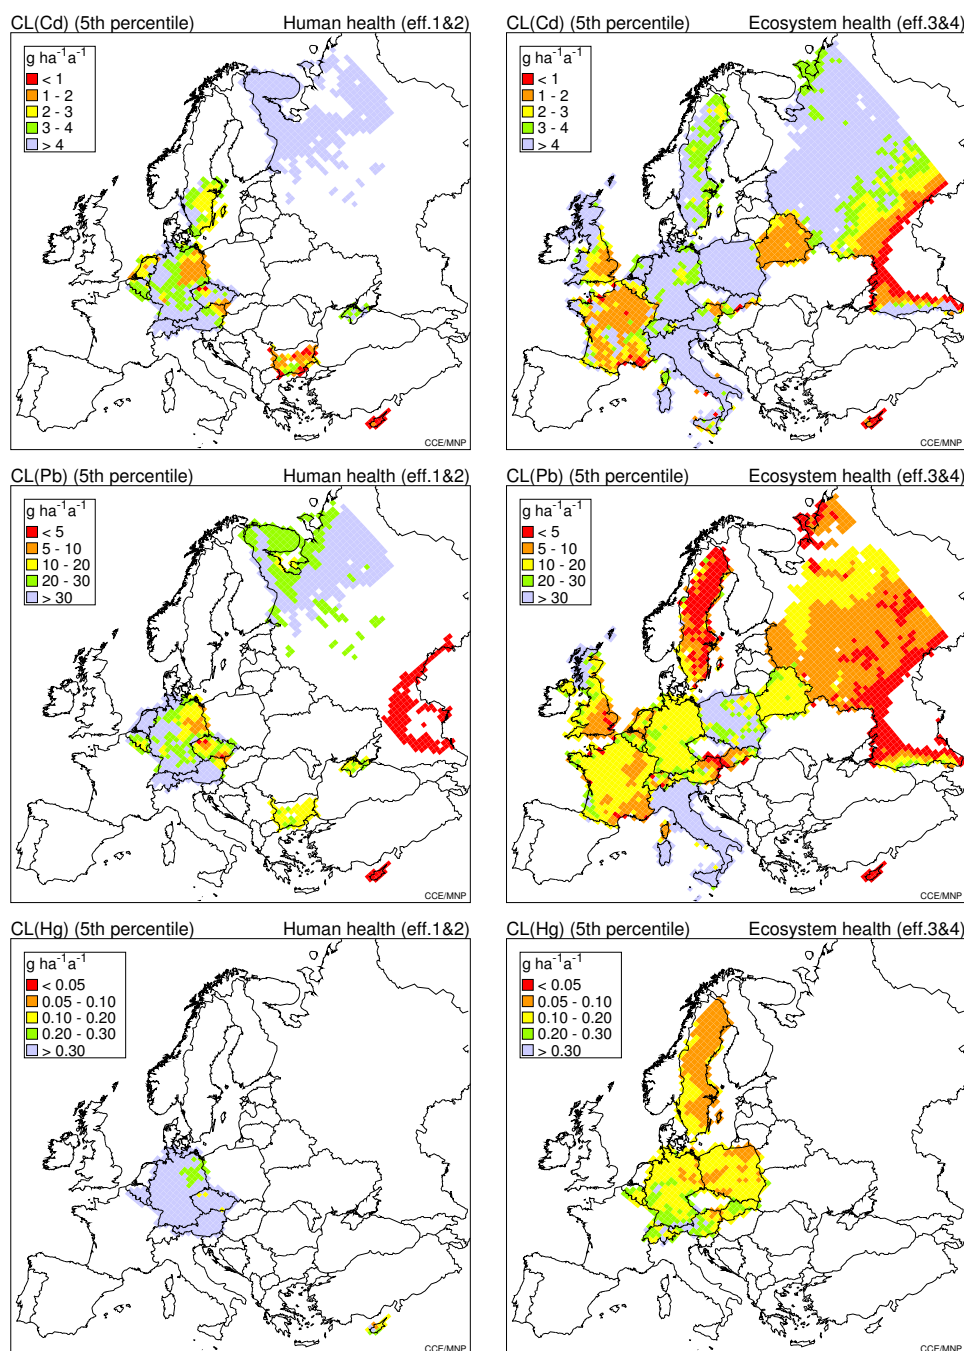 CL(Cd) (5th percentile) Human health (eff.1&2)
g ha⁻¹a⁻¹
< 1
1 - 2
2 - 3
3 - 4
> 4
CCE/MNP
CL(Cd) (5th percentile) Ecosystem health (eff.3&4)
g ha⁻¹a⁻¹
< 1
1 - 2
2 - 3
3 - 4
> 4
CCE/MNP
CL(Pb) (5th percentile) Human health (eff.1&2)
g ha⁻¹a⁻¹
< 5
5 - 10
10 - 20
20 - 30
> 30
CCE/MNP
CL(Pb) (5th percentile) Ecosystem health (eff.3&4)
g ha⁻¹a⁻¹
< 5
5 - 10
10 - 20
20 - 30
> 30
CCE/MNP
CL(Hg) (5th percentile) Human health (eff.1&2)
g ha⁻¹a⁻¹
< 0.05
0.05 - 0.10
0.10 - 0.20
0.20 - 0.30
> 0.30
CCE/MNP
CL(Hg) (5th percentile) Ecosystem health (eff.3&4)
g ha⁻¹a⁻¹
< 0.05
0.05 - 0.10
0.10 - 0.20
0.20 - 0.30
> 0.30
CCE/MNP